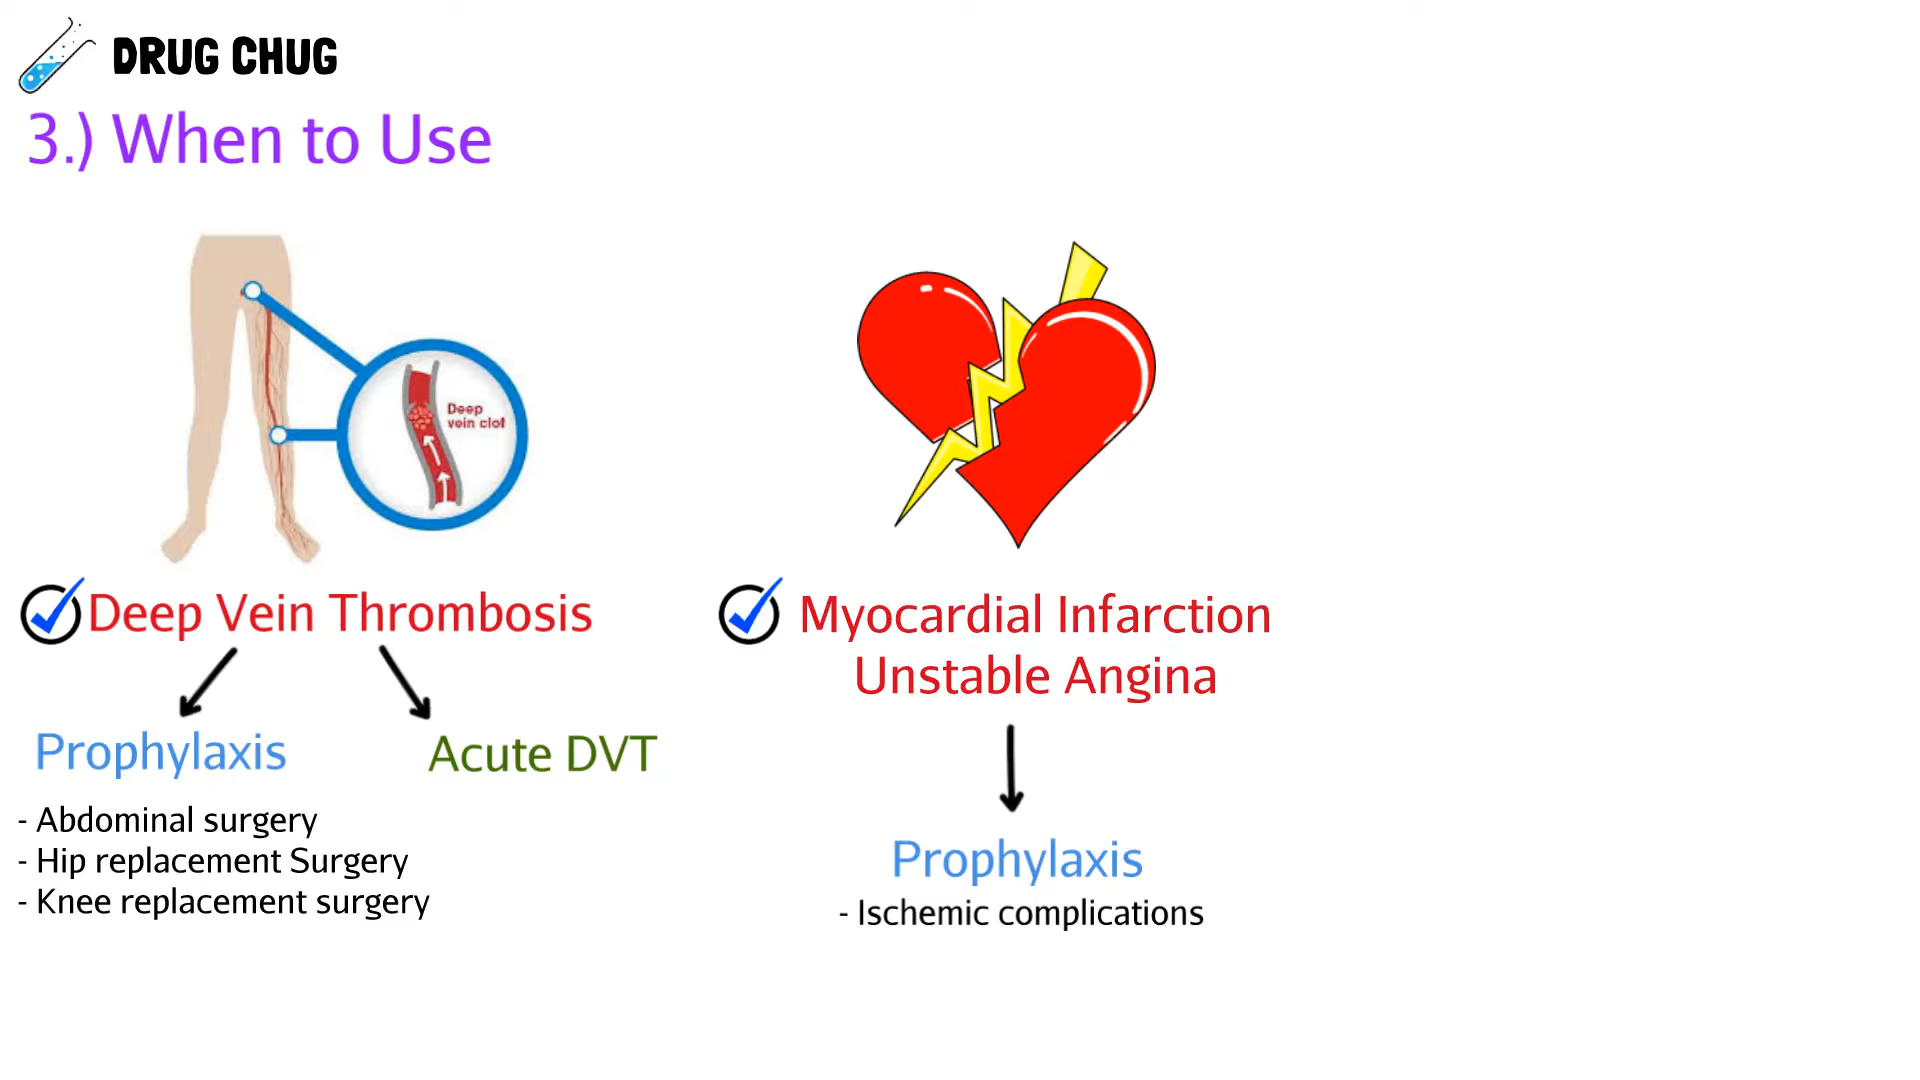 DRUG CHUG
3.) When to Use
Deep
vein clot
Deep Vein Thrombosis
Prophylaxis
Acute DVT
- Abdominal surgery
- Hip replacement Surgery
- Knee replacement surgery
Myocardial Infarction
Unstable Angina
Prophylaxis
- Ischemic complications